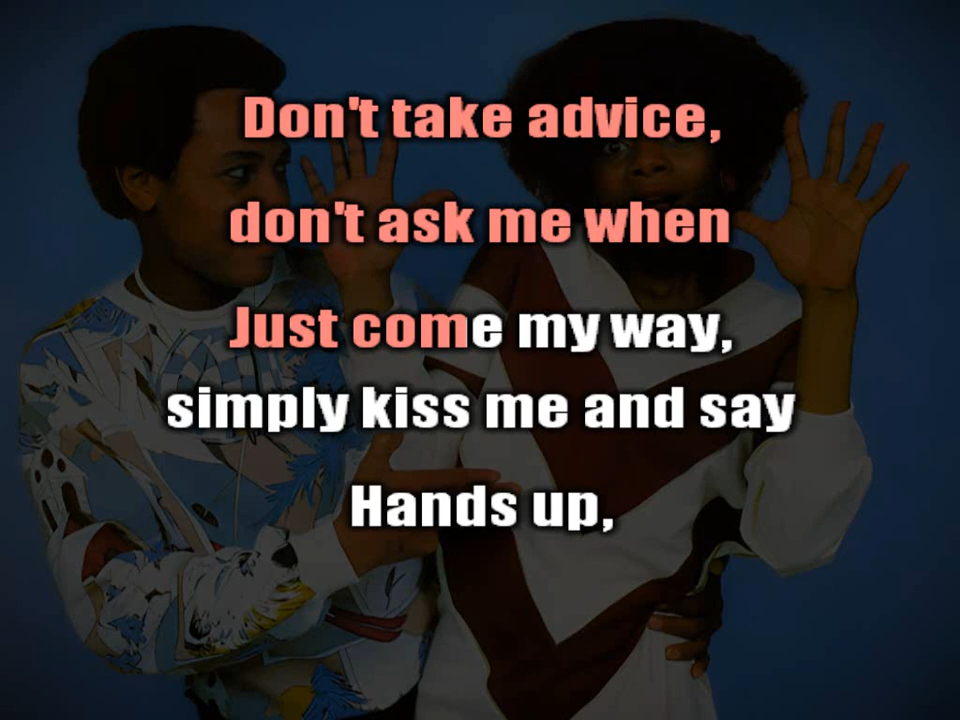 Don't take advice,
don't ask me when
Just come my way,
simply kiss me and say
Hands up,